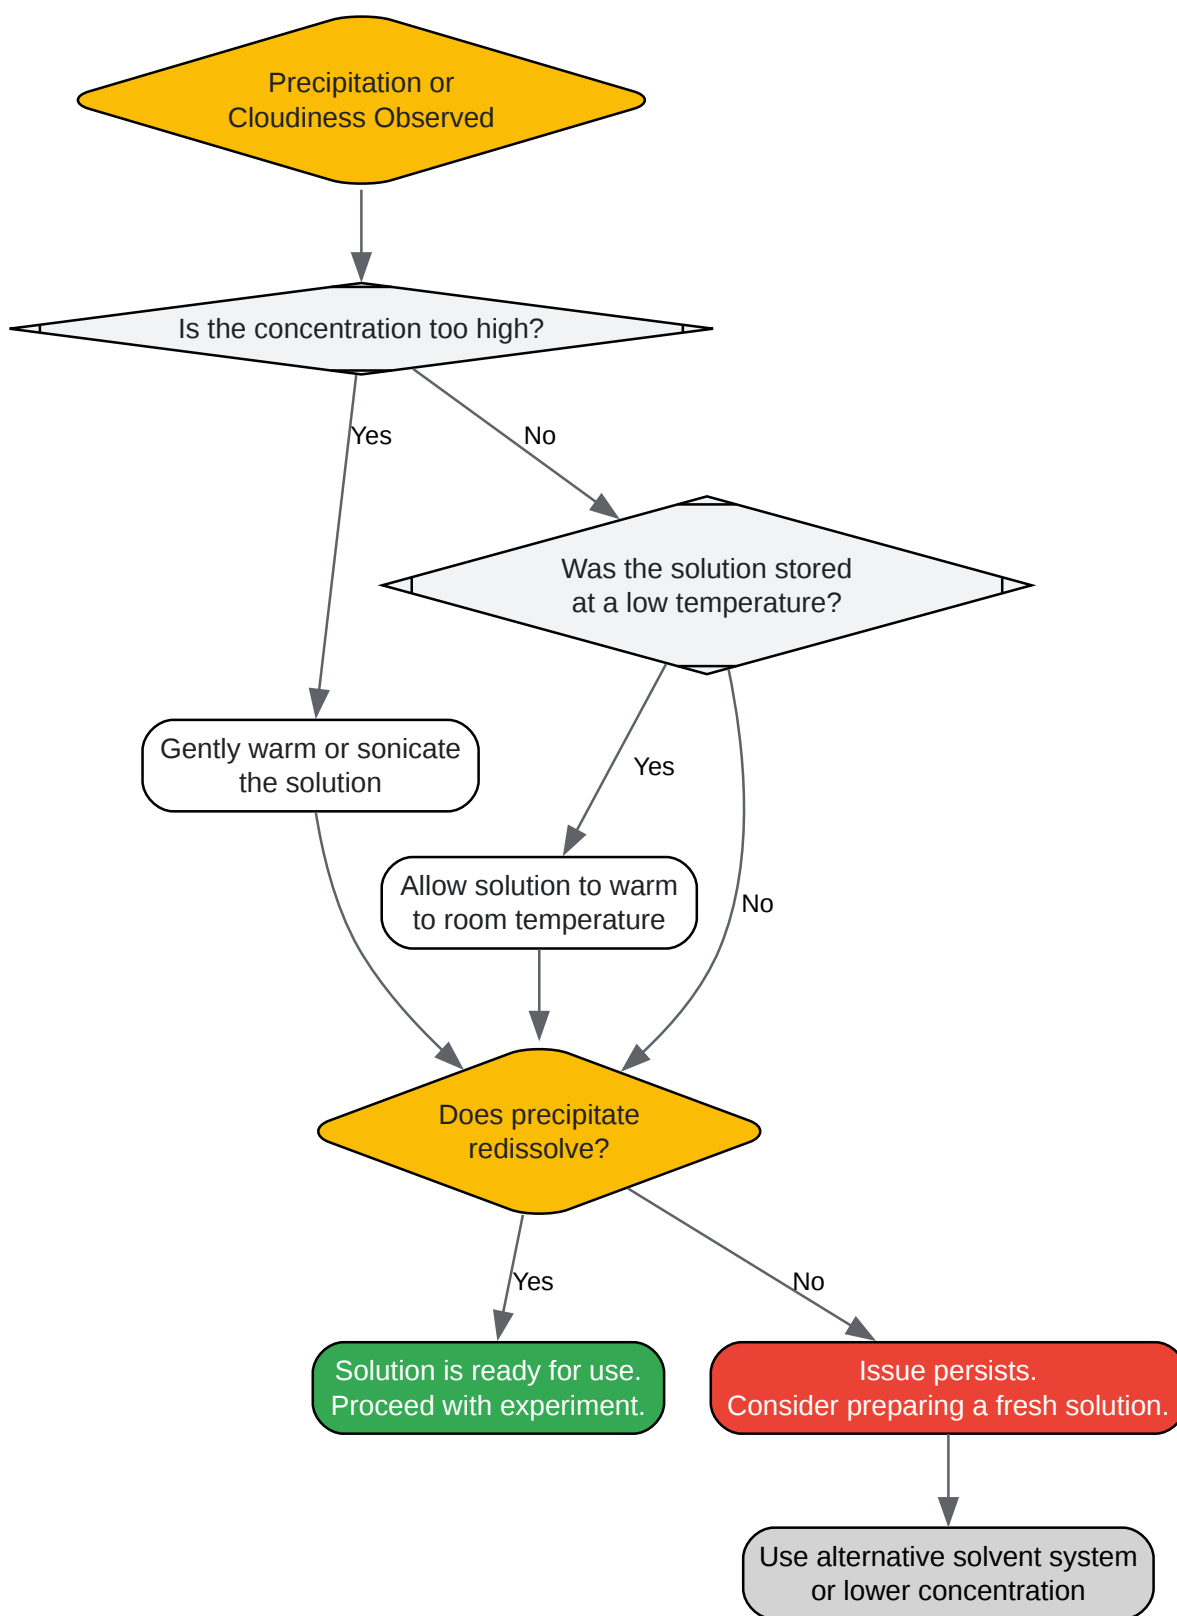 Precipitation or
Cloudiness Observed
Is the concentration too high?
Yes
No
Was the solution stored
at a low temperature?
Gently warm or sonicate
the solution
Yes
Allow solution to warm
to room temperature
No
Does precipitate
redissolve?
Yes
No
Solution is ready for use.
Proceed with experiment.
Issue persists.
Consider preparing a fresh solution.
Use alternative solvent system
or lower concentration